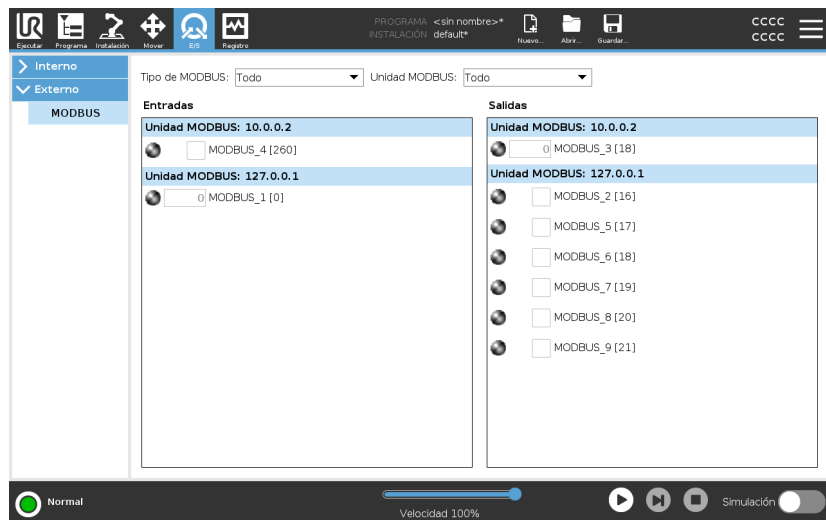 PROGRAMA <sin nombre>*
INSTALACIÓN default*
CCCC
CCCC
Ejecutar Programa Instalación Mover E/S Registro Nuevo... Abrir... Guardar...
Interno
Externo
MODBUS
Tipo de MODBUS: Todo Unidad MODBUS: Todo
Entradas
Unidad MODBUS: 10.0.0.2
MODBUS_4 [260]
Unidad MODBUS: 127.0.0.1
0 MODBUS_1 [0]
Salidas
Unidad MODBUS: 10.0.0.2
0 MODBUS_3 [18]
Unidad MODBUS: 127.0.0.1
MODBUS_2 [16]
MODBUS_5 [17]
MODBUS_6 [18]
MODBUS_7 [19]
MODBUS_8 [20]
MODBUS_9 [21]
Normal
Velocidad 100%
Simulación